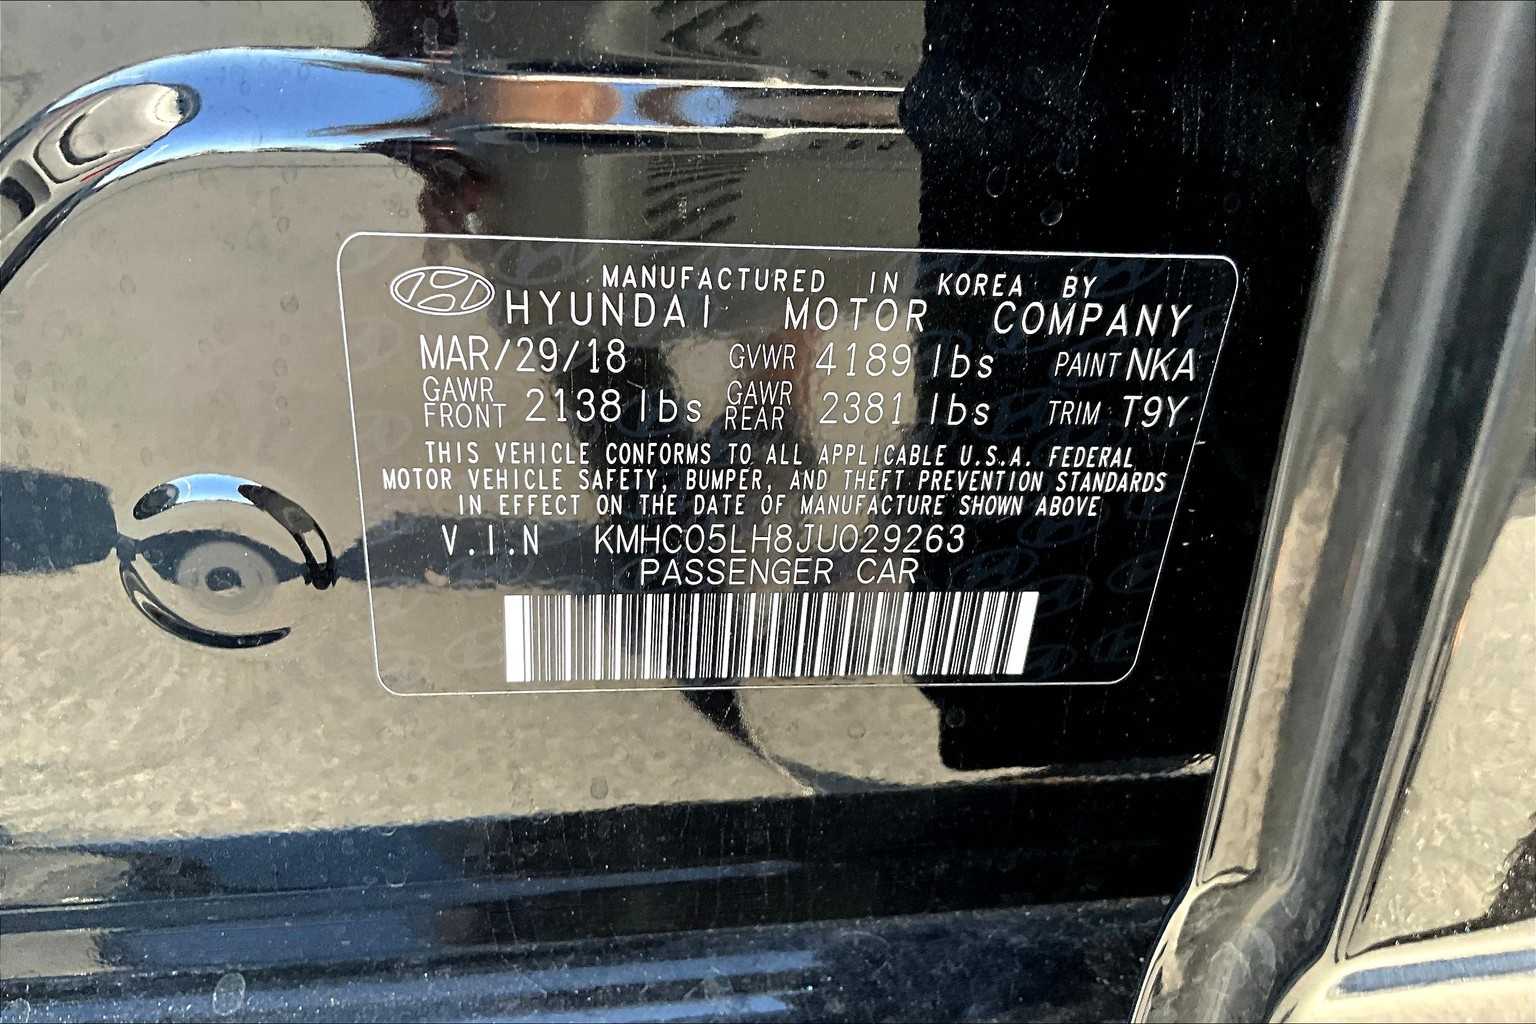 MANUFACTURED IN KOREA BY
HYUNDAI MOTOR COMPANY
MAR/29/18 GVWR 4189 lbs PAINT NKA
GAWR FRONT 2138 lbs GAWR REAR 2381 lbs TRIM T9Y
THIS VEHICLE CONFORMS TO ALL APPLICABLE U.S.A. FEDERAL
MOTOR VEHICLE SAFETY, BUMPER, AND THEFT PREVENTION STANDARDS
IN EFFECT ON THE DATE OF MANUFACTURE SHOWN ABOVE
V.I.N KMHC05LH8JU029263
PASSENGER CAR